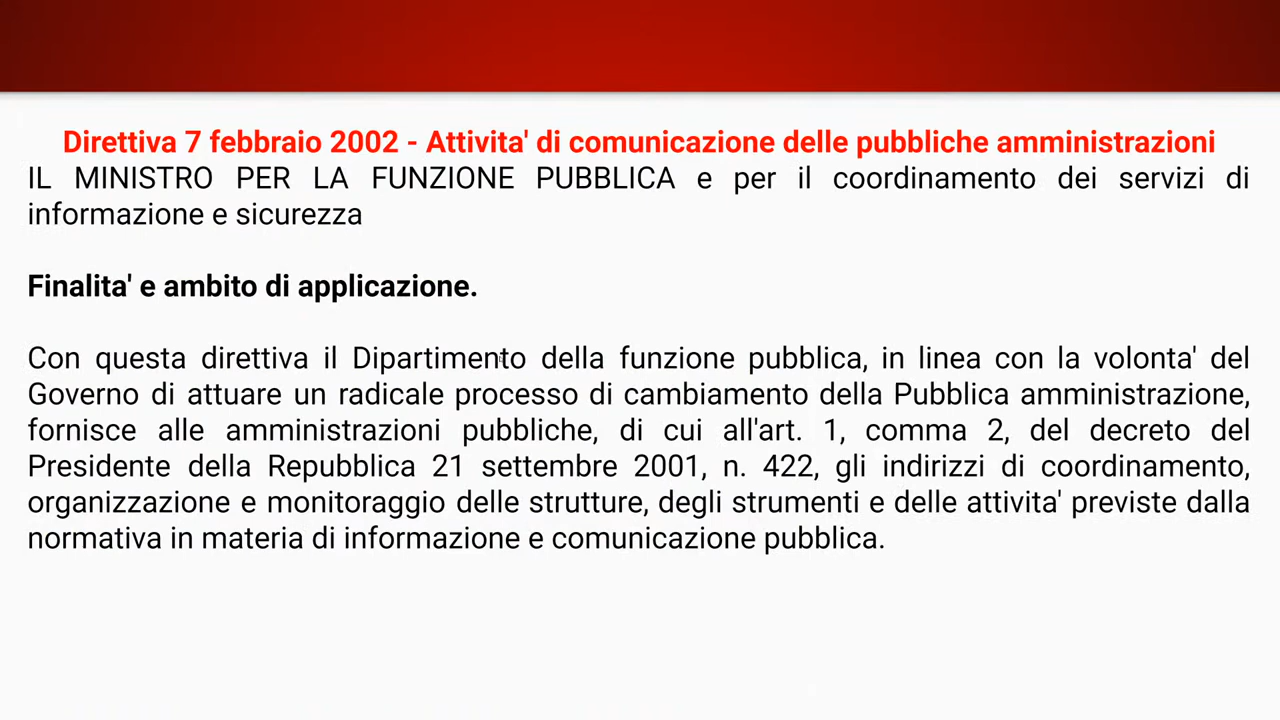 Direttiva 7 febbraio 2002 - Attivita' di comunicazione delle pubbliche amministrazioni
IL MINISTRO PER LA FUNZIONE PUBBLICA e per il coordinamento dei servizi di
informazione e sicurezza
Finalita' e ambito di applicazione.
Con questa direttiva il Dipartimento della funzione pubblica, in linea con la volonta' del
Governo di attuare un radicale processo di cambiamento della Pubblica amministrazione,
fornisce alle amministrazioni pubbliche, di cui all'art. 1, comma 2, del decreto del
Presidente della Repubblica 21 settembre 2001, n. 422, gli indirizzi di coordinamento,
organizzazione e monitoraggio delle strutture, degli strumenti e delle attivita' previste dalla
normativa in materia di informazione e comunicazione pubblica.